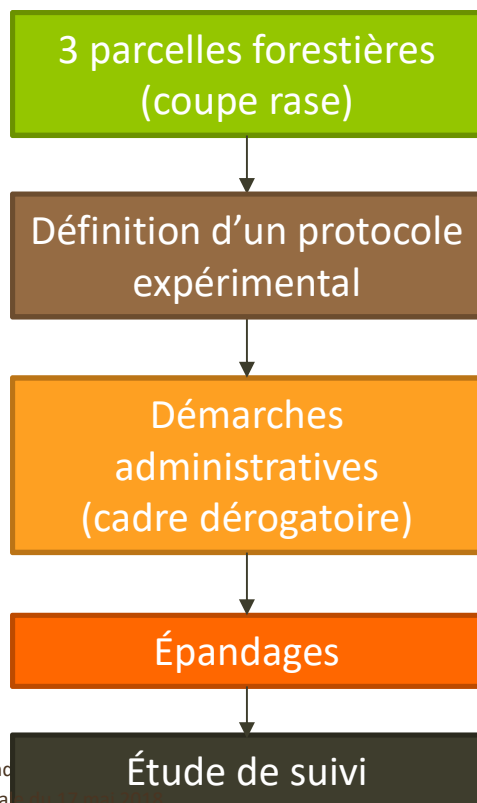 3 parcelles forestières
(coupe rase)
Définition d'un protocole
expérimental
Démarches
administratives
(cadre dérogatoire)
Épandages
Étude de suivi